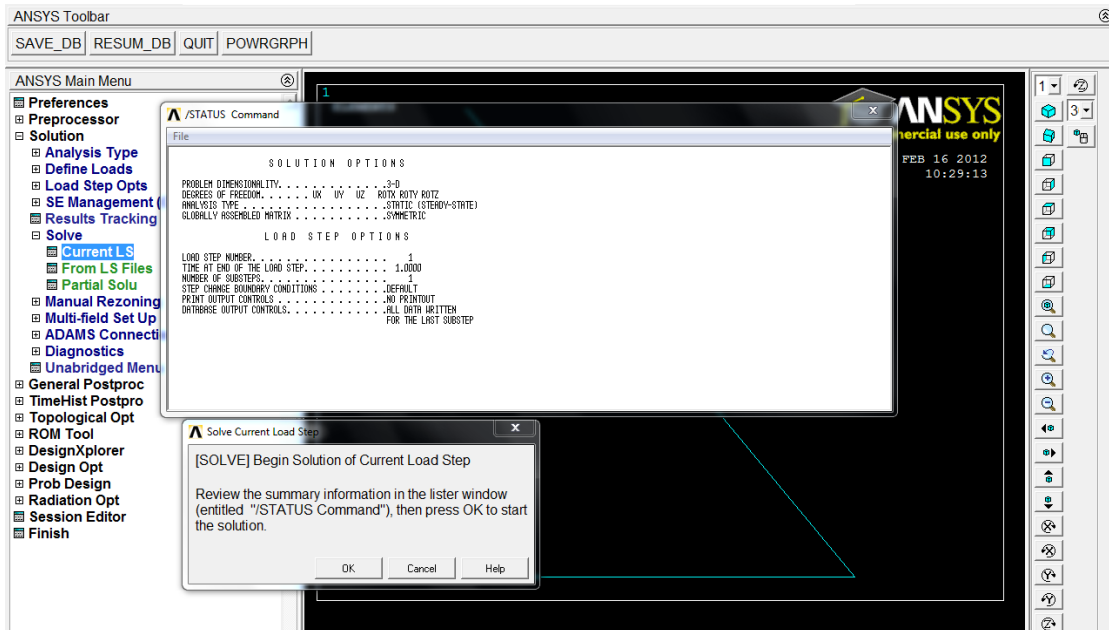 ANSYS Toolbar
SAVE_DB RESUM_DB QUIT POWRGRPH
ANSYS Main Menu
Preferences
Preprocessor
Solution
Analysis Type
Define Loads
Load Step Opts
SE Management (
Results Tracking
Solve
Current LS
From LS Files
Partial Solu
Manual Rezoning
Multi-field Set Up
ADAMS Connecti
Diagnostics
Unabridged Menu
General Postproc
TimeHist Postpro
Topological Opt
ROM Tool
DesignXplorer
Design Opt
Prob Design
Radiation Opt
Session Editor
Finish
1
ANSYS
mercial use only
FEB 16 2012
10:29:13
/STATUS Command
x
File
SOLUTION OPTIONS
PROBLEM DIMENSIONALITY. . . . . . . . . . . . .3-D
DEGREES OF FREEDOM. . . . . . UX UY UZ ROTX ROTY ROTZ
ANALYSIS TYPE . . . . . . . . . . . . . . . . .STATIC (STEADY-STATE)
GLOBALLY ASSEMBLED MATRIX . . . . . . . . . . .SYMMETRIC
LOAD STEP OPTIONS
LOAD STEP NUMBER. . . . . . . . . . . . . . . . 1
TIME AT END OF THE LOAD STEP. . . . . . . . . . 1.0000
NUMBER OF SUBSTEPS. . . . . . . . . . . . . . . 1
STEP CHANGE BOUNDARY CONDITIONS . . . . . . . .DEFAULT
PRINT OUTPUT CONTROLS . . . . . . . . . . . . .NO PRINTOUT
DATABASE OUTPUT CONTROLS. . . . . . . . . . . .ALL DATA WRITTEN
FOR THE LAST SUBSTEP
Solve Current Load Step
x
[SOLVE] Begin Solution of Current Load Step
Review the summary information in the lister window
(entitled "/STATUS Command"), then press OK to start
the solution.
OK Cancel Help
1
3